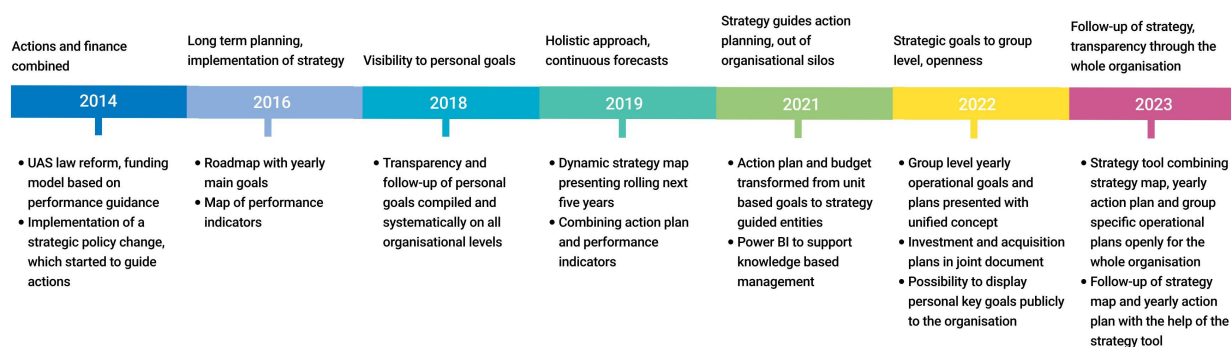 Actions and finance
combined
2014
• UAS law reform, funding
model based on
performance guidance
• Implementation of a
strategic policy change,
which started to guide
actions
Long term planning,
implementation of strategy
2016
• Roadmap with yearly
main goals
• Map of performance
indicators
Visibility to personal goals
2018
• Transparency and
follow-up of personal
goals compiled and
systematically on all
organisational levels
Holistic approach,
continuous forecasts
2019
• Dynamic strategy map
presenting rolling next
five years
• Combining action plan
and performance
indicators
Strategy guides action
planning, out of
organisational silos
2021
• Action plan and budget
transformed from unit
based goals to strategy
guided entities
• Power BI to support
knowledge based
management
Strategic goals to group
level, openness
2022
• Group level yearly
operational goals and
plans presented with
unified concept
• Investment and acquisition
plans in joint document
• Possibility to display
personal key goals publicly
to the organisation
Follow-up of strategy,
transparency through the
whole organisation
2023
• Strategy tool combining
strategy map, yearly
action plan and group
specific operational
plans openly for the
whole organisation
• Follow-up of strategy
map and yearly action
plan with the help of the
strategy tool